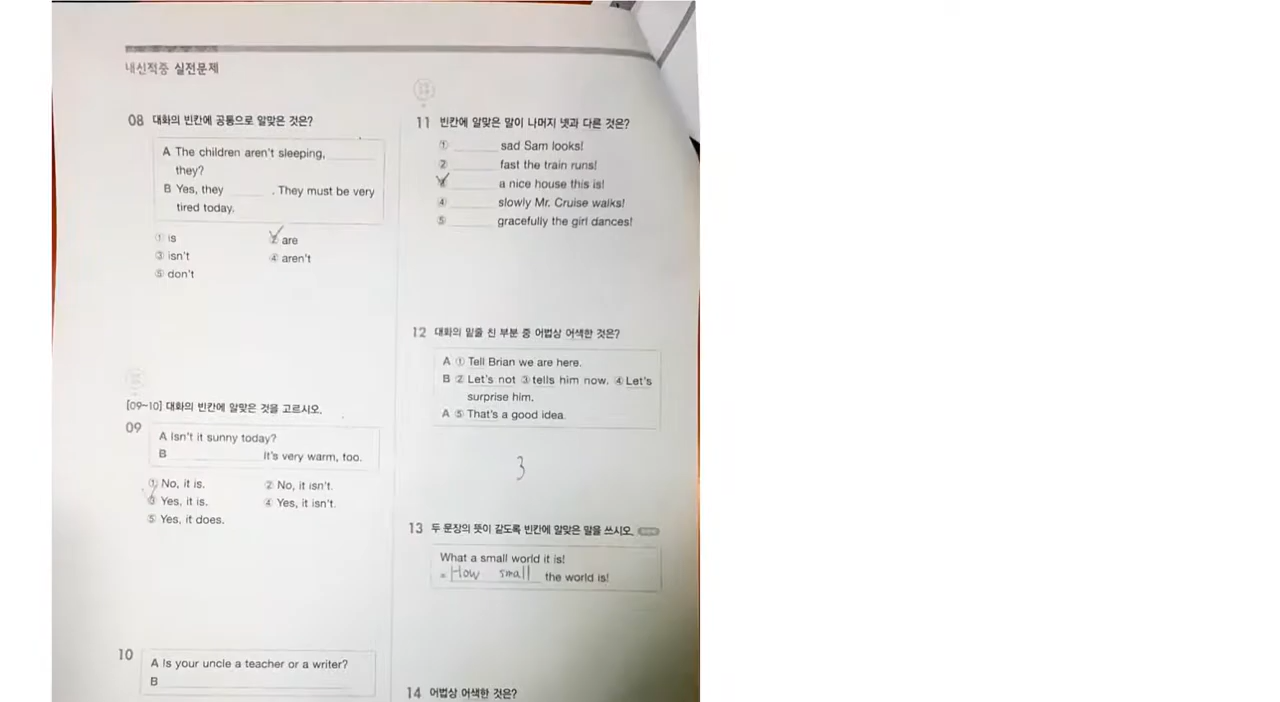 내신적중 실전문제
08 대화의 빈칸에 공통으로 알맞은 것은?
A The children aren't sleeping, ______
they?
B Yes, they ______ . They must be very
tired today.
① is
② are
③ isn't
④ aren't
⑤ don't
[09~10] 대화의 빈칸에 알맞은 것을 고르시오.
09
A Isn't it sunny today?
B ______ It's very warm, too.
① No, it is.
② No, it isn't.
③ Yes, it is.
④ Yes, it isn't.
⑤ Yes, it does.
10
A Is your uncle a teacher or a writer?
B ______
11 빈칸에 알맞은 말이 나머지 넷과 다른 것은?
① ______ sad Sam looks!
② ______ fast the train runs!
③ ______ a nice house this is!
④ ______ slowly Mr. Cruise walks!
⑤ ______ gracefully the girl dances!
12 대화의 밑줄 친 부분 중 어법상 어색한 것은?
A ① Tell Brian we are here.
B ② Let's not ③ tells him now. ④ Let's
surprise him.
A ⑤ That's a good idea.
3
13 두 문장의 뜻이 같도록 빈칸에 알맞은 말을 쓰시오.
What a small world it is!
= How small the world is!
14 어법상 어색한 것은?